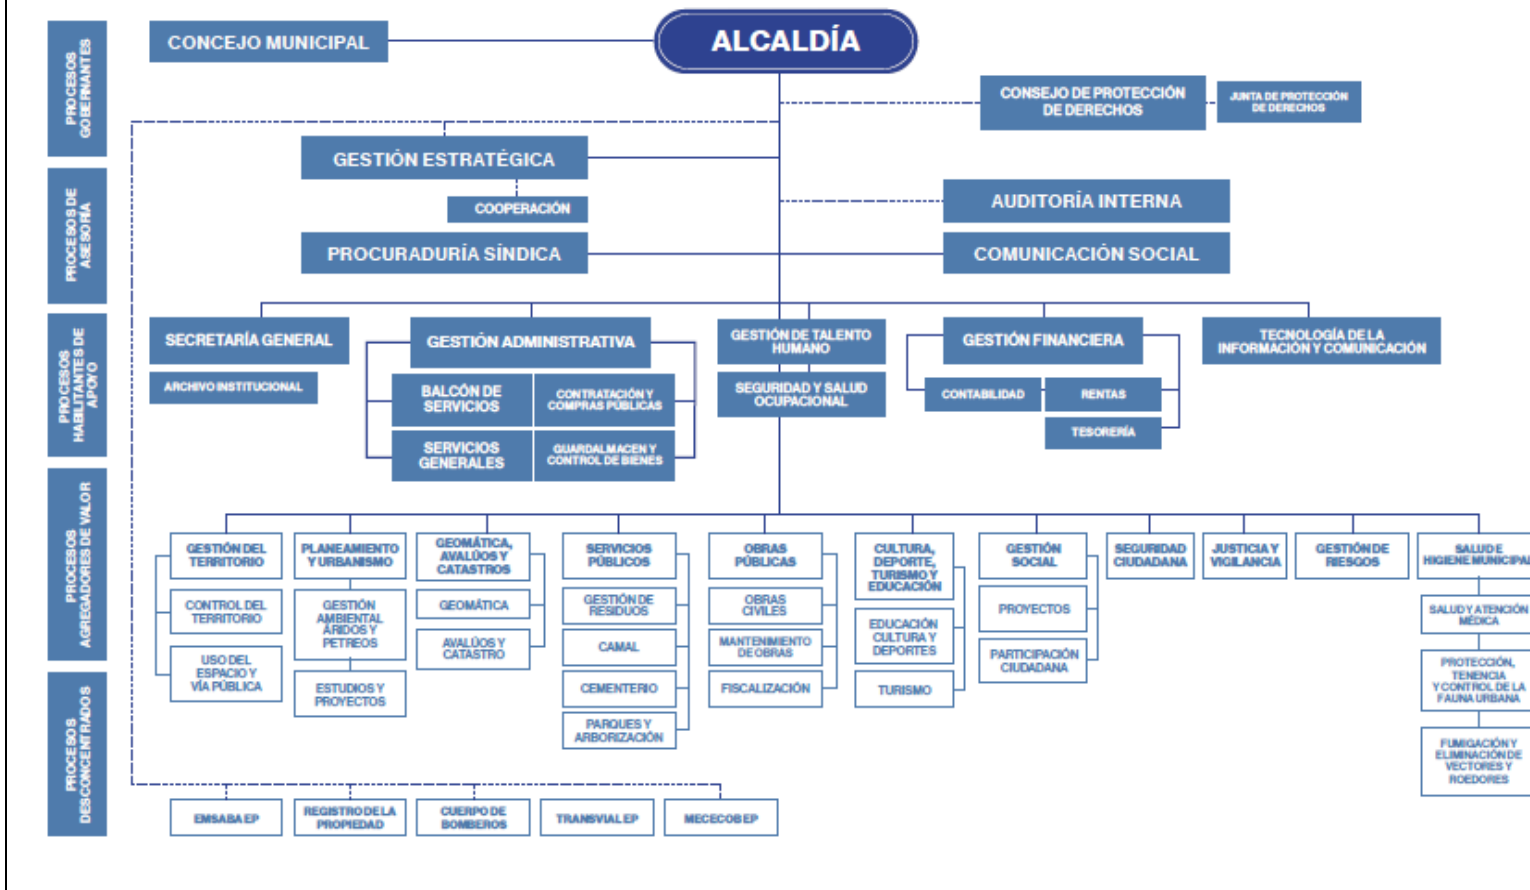 PROCESOS
GOBERNANTES
CONCEJO MUNICIPAL
ALCALDÍA
CONSEJO DE PROTECCIÓN
DE DERECHOS
JUNTA DE PROTECCIÓN
DE DERECHOS
PROCESOS DE
ASESORÍA
GESTIÓN ESTRATÉGICA
COOPERACIÓN
AUDITORÍA INTERNA
PROCURADURÍA SÍNDICA
COMUNICACIÓN SOCIAL
PROCESOS
HABILITANTES DE
APOYO
SECRETARÍA GENERAL
ARCHIVO INSTITUCIONAL
GESTIÓN ADMINISTRATIVA
BALCÓN DE
SERVICIOS
CONTRATACIÓN Y
COMPRAS PÚBLICAS
SERVICIOS
GENERALES
GUARDALMACEN Y
CONTROL DE BIENES
GESTIÓN DE TALENTO
HUMANO
SEGURIDAD Y SALUD
OCUPACIONAL
GESTIÓN FINANCIERA
CONTABILIDAD
RENTAS
TESORERÍA
TECNOLOGÍA DE LA
INFORMACIÓN Y COMUNICACIÓN
PROCESOS
AGREGADORES DE VALOR
GESTIÓN DEL
TERRITORIO
CONTROL DEL
TERRITORIO
USO DEL
ESPACIO Y
VÍA PÚBLICA
PLANEAMIENTO
Y URBANISMO
GESTIÓN
AMBIENTAL
ÁRIDOS Y
PETREOS
ESTUDIOS Y
PROYECTOS
GEOMÁTICA,
AVALÚOS Y
CATASTROS
GEOMÁTICA
AVALÚOS Y
CATASTRO
SERVICIOS
PÚBLICOS
GESTIÓN DE
RESIDUOS
CAMAL
CEMENTERIO
PARQUES Y
ARBORIZACIÓN
OBRAS
PÚBLICAS
OBRAS
CIVILES
MANTENIMIENTO
DE OBRAS
FISCALIZACIÓN
CULTURA,
DEPORTE,
TURISMO Y
EDUCACIÓN
EDUCACIÓN
CULTURA Y
DEPORTES
TURISMO
GESTIÓN
SOCIAL
PROYECTOS
PARTICIPACIÓN
CIUDADANA
SEGURIDAD
CIUDADANA
JUSTICIA Y
VIGILANCIA
GESTIÓN DE
RIESGOS
SALUD E
HIGIENE MUNICIPAL
SALUD Y ATENCIÓN
MÉDICA
PROTECCIÓN,
TENENCIA
Y CONTROL DE LA
FAUNA URBANA
FUMIGACIÓN Y
ELIMINACIÓN DE
VECTORES Y
ROEDORES
PROCESOS
DESCONCENTRADOS
EMSABA EP
REGISTRO DE LA
PROPIEDAD
CUERPO DE
BOMBEROS
TRANSVIAL EP
MECECOB EP